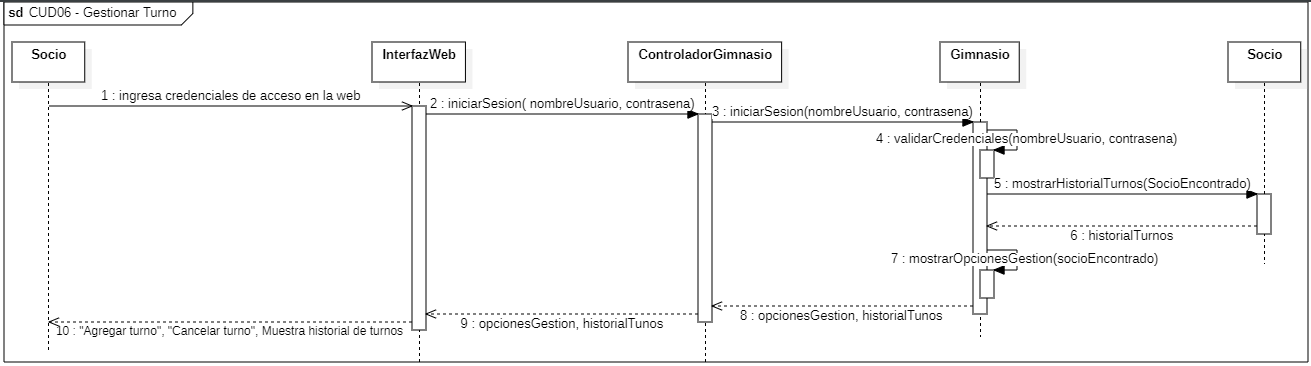 sd CUD06 - Gestionar Turno
Socio
InterfazWeb
ControladorGimnasio
Gimnasio
Socio
1 : ingresa credenciales de acceso en la web
2 : iniciarSesion( nombreUsuario, contrasena)
3 : iniciarSesion(nombreUsuario, contrasena)
4 : validarCredenciales(nombreUsuario, contrasena)
5 : mostrarHistorialTurnos(SocioEncontrado)
6 : historialTurnos
7 : mostrarOpcionesGestion(socioEncontrado)
8 : opcionesGestion, historialTunos
9 : opcionesGestion, historialTunos
10 : "Agregar turno", "Cancelar turno", Muestra historial de turnos